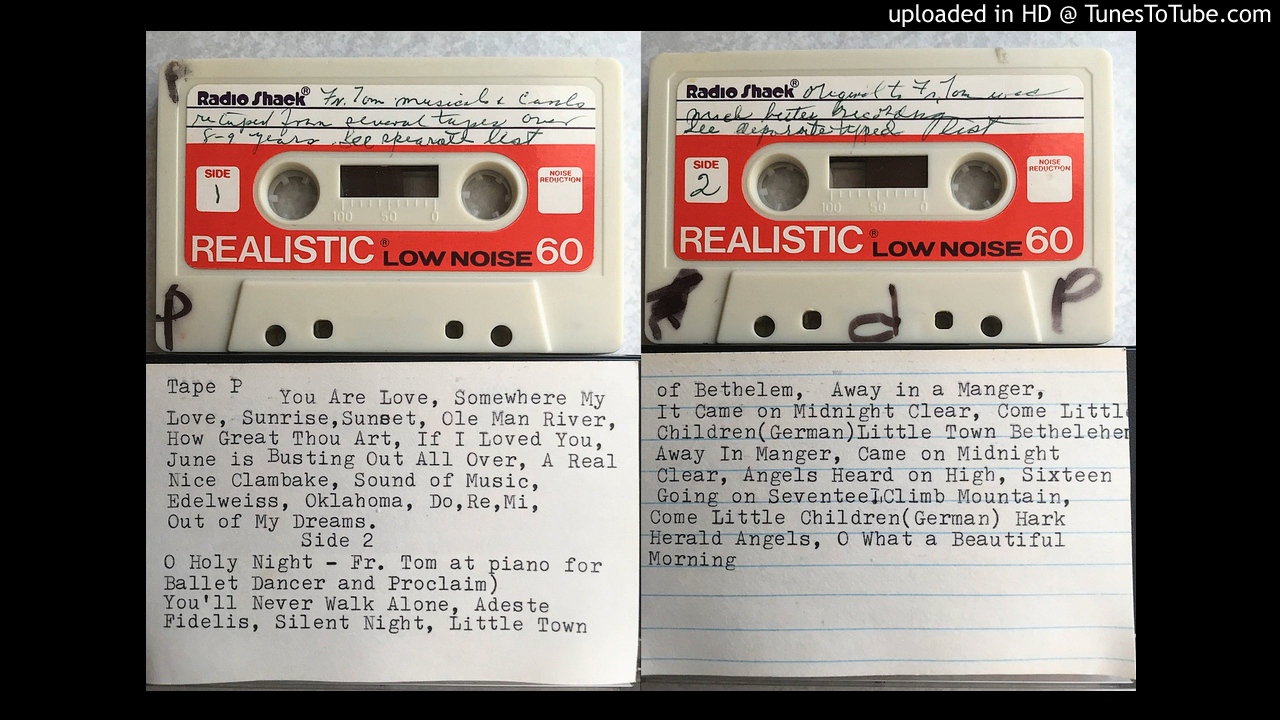 uploaded in HD @ TunesToTube.com
P
Radio Shack® Fr. Tom musicals & Carols
retaped from several tapes over
8-9 years See separate list
SIDE
1
NOISE
REDUCTION
100 50 0
REALISTIC® LOW NOISE 60
P
Radio Shack® Original to Fr. Tom was
much better recording
See separate typed list
SIDE
2
NOISE
REDUCTION
100 50 0
REALISTIC® LOW NOISE 60
d P
Tape P
You Are Love, Somewhere My
Love, Sunrise,Sunset, Ole Man River,
How Great Thou Art, If I Loved You,
June is Busting Out All Over, A Real
Nice Clambake, Sound of Music,
Edelweiss, Oklahoma, Do,Re,Mi,
Out of My Dreams.
Side 2
O Holy Night - Fr. Tom at piano for
Ballet Dancer and Proclaim)
You'll Never Walk Alone, Adeste
Fidelis, Silent Night, Little Town
of Bethelem, Away in a Manger,
It Came on Midnight Clear, Come Littl
Children(German)Little Town Bethelehem
Away In Manger, Came on Midnight
Clear, Angels Heard on High, Sixteen
Going on Seventeel,Climb Mountain,
Come Little Children(German) Hark
Herald Angels, O What a Beautiful
Morning